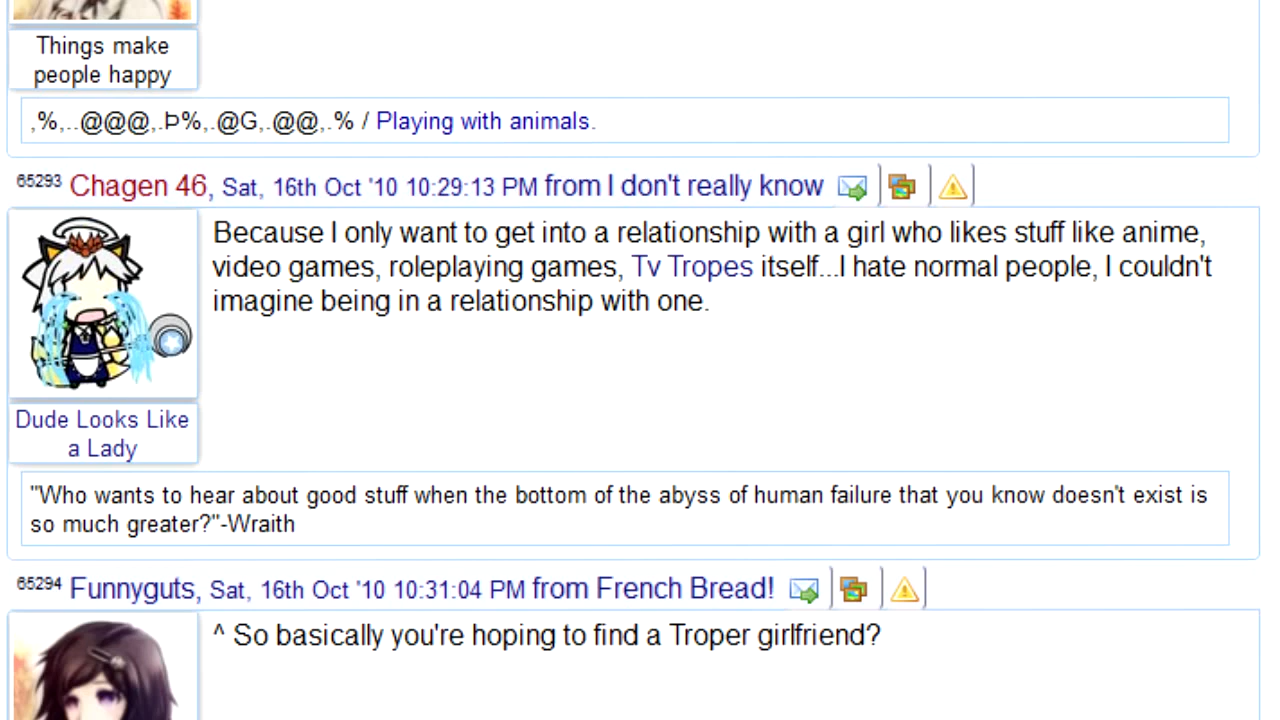 Things make
people happy
,%,..@@@,.Þ%,.@G,.@@,.% / Playing with animals.
65293 Chagen 46, Sat, 16th Oct '10 10:29:13 PM from I don't really know
Because I only want to get into a relationship with a girl who likes stuff like anime,
video games, roleplaying games, Tv Tropes itself...I hate normal people, I couldn't
imagine being in a relationship with one.
Dude Looks Like
a Lady
"Who wants to hear about good stuff when the bottom of the abyss of human failure that you know doesn't exist is
so much greater?"-Wraith
65294 Funnyguts, Sat, 16th Oct '10 10:31:04 PM from French Bread!
^ So basically you're hoping to find a Troper girlfriend?